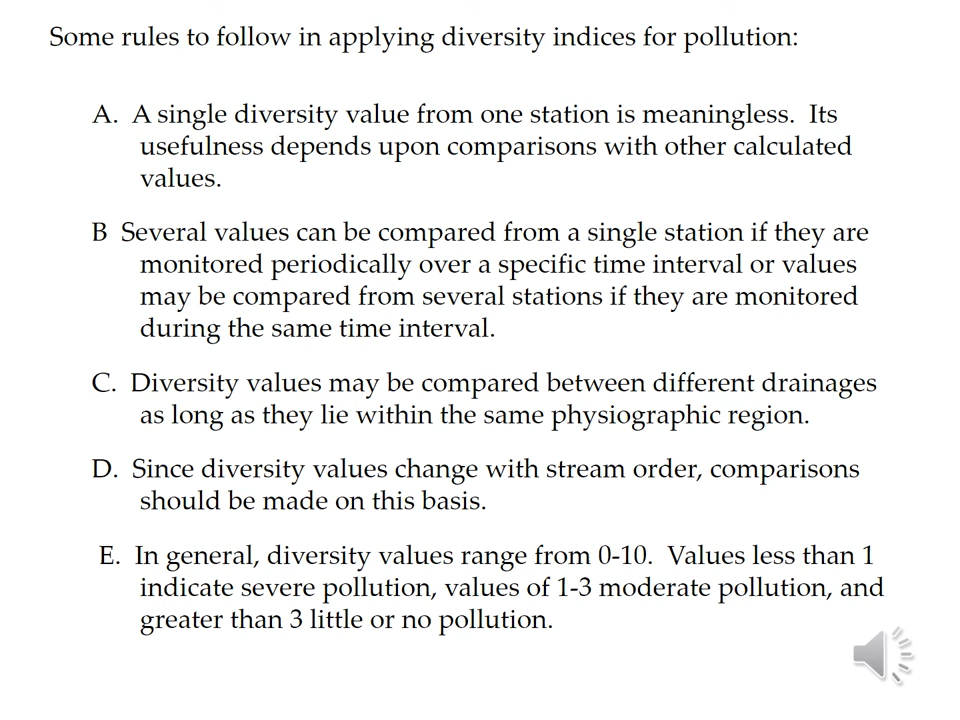 Some rules to follow in applying diversity indices for pollution:
A. A single diversity value from one station is meaningless. Its
usefulness depends upon comparisons with other calculated
values.
B Several values can be compared from a single station if they are
monitored periodically over a specific time interval or values
may be compared from several stations if they are monitored
during the same time interval.
C. Diversity values may be compared between different drainages
as long as they lie within the same physiographic region.
D. Since diversity values change with stream order, comparisons
should be made on this basis.
E. In general, diversity values range from 0-10. Values less than 1
indicate severe pollution, values of 1-3 moderate pollution, and
greater than 3 little or no pollution.